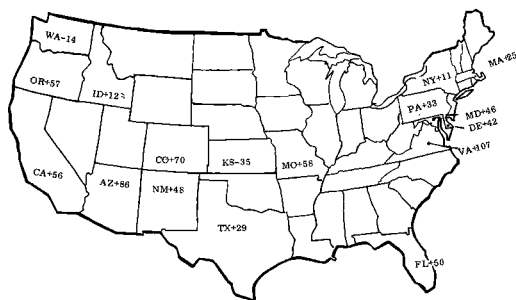 WA-14
MA+25
OR+57
NY+11
ID+12
PA+33
MD+46
DE+42
CO+70
KS-35
MO+58
VA+107
CA+56
AZ+86
NM+48
TX+29
FL+50